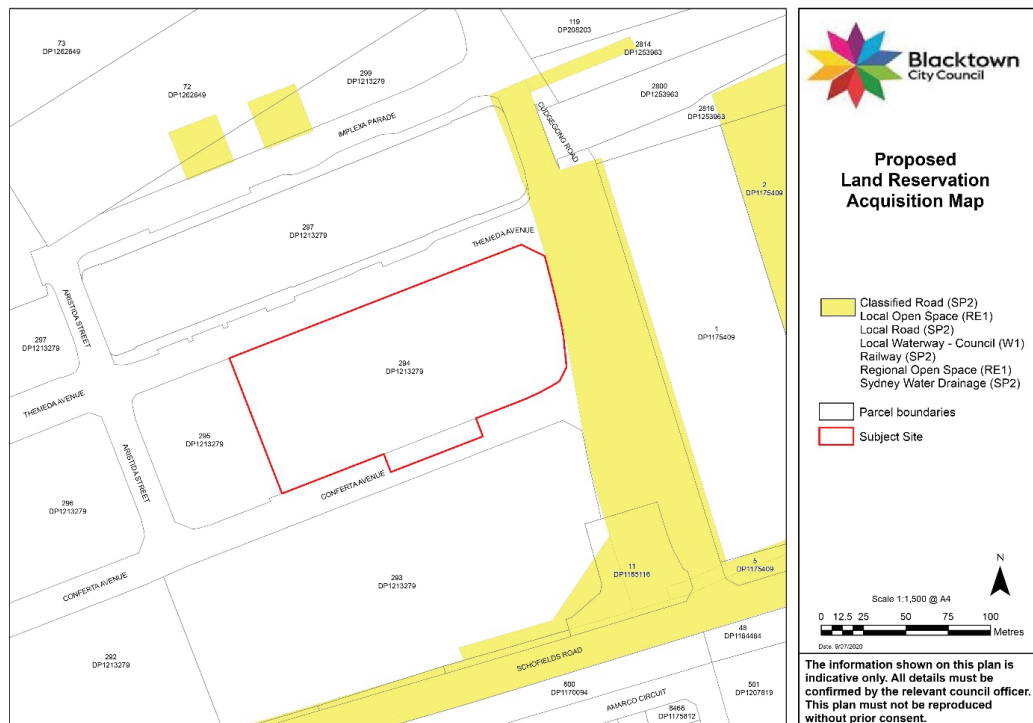 73
DP1262649
72
DP1262649
299
DP1213279
119
DP208203
2814
DP1253963
2800
DP1253963
2816
DP1253963
2
DP1175409
IMPLEXA PARADE
CUDGEGONG ROAD
297
DP1213279
THEMEDA AVENUE
ARISTIDA STREET
297
DP1213279
294
DP1213279
1
DP1175409
THEMEDA AVENUE
295
DP1213279
ARISTIDA STREET
296
DP1213279
CONFERTA AVENUE
CONFERTA AVENUE
293
DP1213279
11
DP1185116
5
DP1175409
292
DP1213279
SCHOFIELDS ROAD
48
DP1164464
600
DP1170094
501
DP1207819
AMARCO CIRCUIT
8466
DP1175812
Blacktown
City Council
Proposed
Land Reservation
Acquisition Map
Classified Road (SP2)
Local Open Space (RE1)
Local Road (SP2)
Local Waterway - Council (W1)
Railway (SP2)
Regional Open Space (RE1)
Sydney Water Drainage (SP2)
Parcel boundaries
Subject Site
N
Scale 1:1,500 @ A4
0 12.5 25 50 75 100
Metres
Date: 9/07/2020
The information shown on this plan is
indicative only. All details must be
confirmed by the relevant council officer.
This plan must not be reproduced
without prior consent.